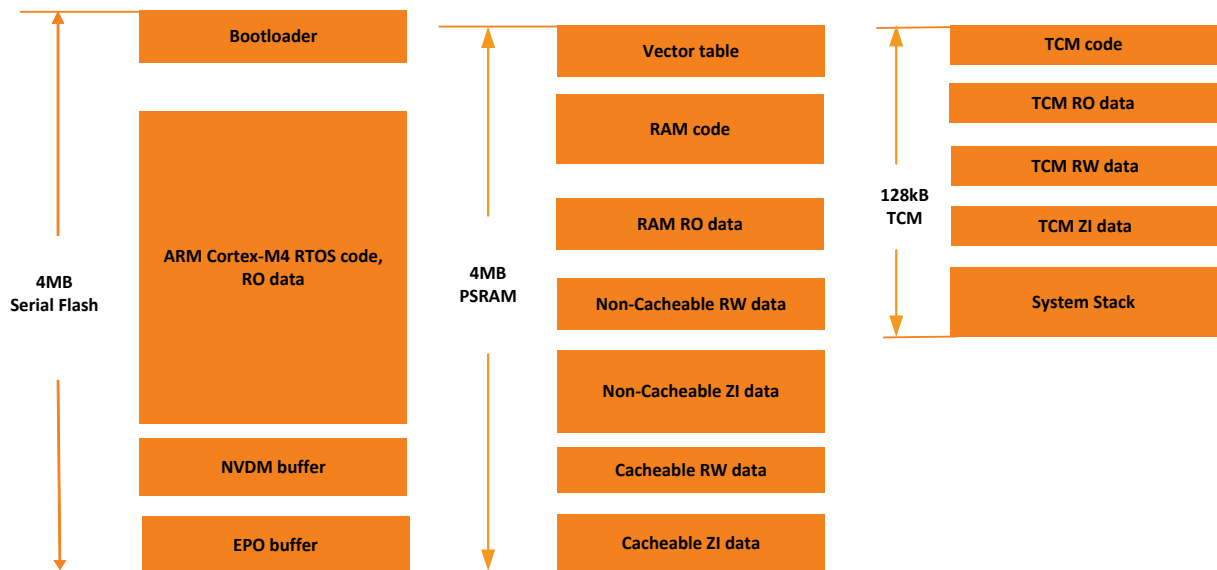 4MB
Serial Flash
Bootloader
ARM Cortex-M4 RTOS code,
RO data
NVDM buffer
EPO buffer
4MB
PSRAM
Vector table
RAM code
RAM RO data
Non-Cacheable RW data
Non-Cacheable ZI data
Cacheable RW data
Cacheable ZI data
128kB
TCM
TCM code
TCM RO data
TCM RW data
TCM ZI data
System Stack